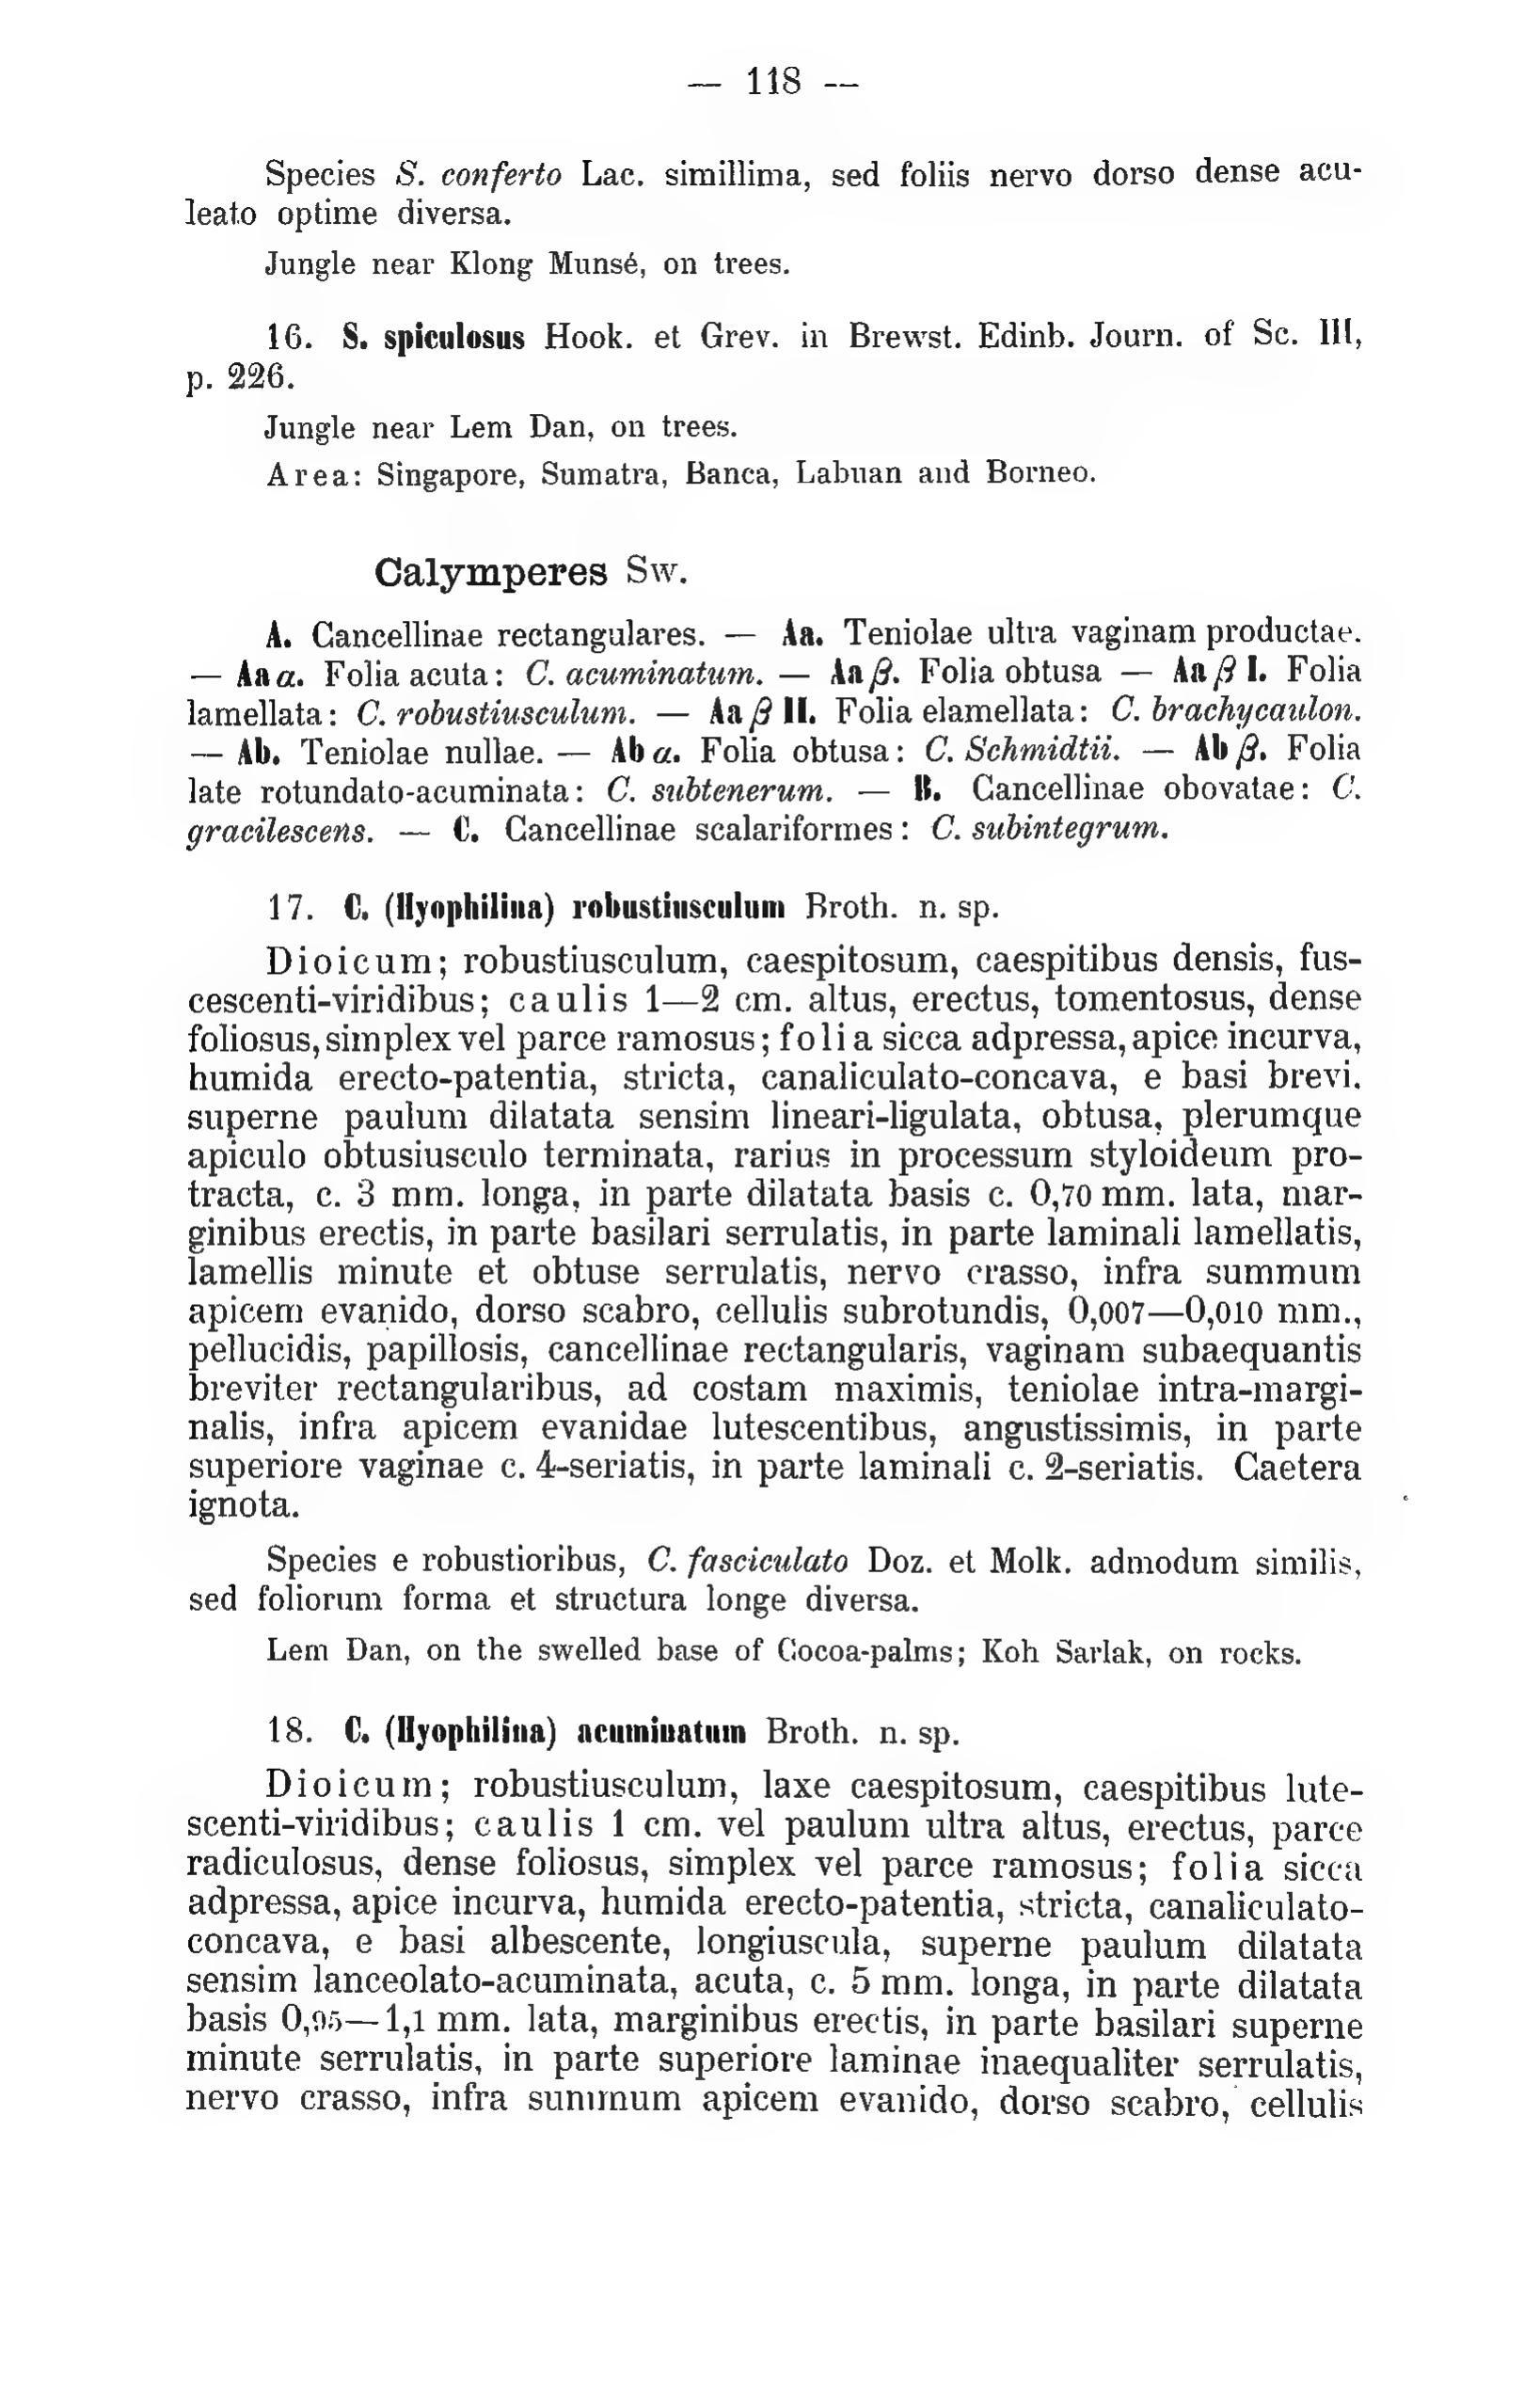 — 118 —
Species S. conferto Lac. simillima, sed foliis nervo dorso dense acu-
leato optime diversa.
Jungle near Klong Munsé, on trees.
16. S. spiculosus Hook. et Grev. in Brewst. Edinb. Journ. of Sc. III,
p. 226.
Jungle near Lem Dan, on trees.
Area: Singapore, Sumatra, Banca, Labuan and Borneo.
Calymperes Sw.
A. Cancellinae rectangulares. — Aa. Teniolae ultra vaginam productae.
— Aa α. Folia acuta: C. acuminatum. — Aa β. Folia obtusa — Aa β I. Folia
lamellata: C. robustiusculum. — Aa β II. Folia elamellata: C. brachycaulon.
— Ab. Teniolae nullae. — Ab α. Folia obtusa: C. Schmidtii. — Ab β. Folia
late rotundato-acuminata: C. subtenerum. — B. Cancellinae obovatae: C.
gracilescens. — C. Cancellinae scalariformes: C. subintegrum.
17. C. (Hyophilina) robustiusculum Broth. n. sp.
Dioicum; robustiusculum, caespitosum, caespitibus densis, fus-
cescenti-viridibus; caulis 1—2 cm. altus, erectus, tomentosus, dense
foliosus, simplex vel parce ramosus; folia sicca adpressa, apice incurva,
humida erecto-patentia, stricta, canaliculato-concava, e basi brevi.
superne paulum dilatata sensim lineari-ligulata, obtusa, plerumque
apiculo obtusiusculo terminata, rarius in processum styloideum pro-
tracta, c. 3 mm. longa, in parte dilatata basis c. 0,70 mm. lata, mar-
ginibus erectis, in parte basilari serrulatis, in parte laminali lamellatis,
lamellis minute et obtuse serrulatis, nervo crasso, infra summum
apicem evanido, dorso scabro, cellulis subrotundis, 0,007—0,010 mm.,
pellucidis, papillosis, cancellinae rectangularis, vaginam subaequantis
breviter rectangularibus, ad costam maximis, teniolae intra-margi-
nalis, infra apicem evanidae lutescentibus, angustissimis, in parte
superiore vaginae c. 4-seriatis, in parte laminali c. 2-seriatis. Caetera
ignota.
Species e robustioribus, C. fasciculato Doz. et Molk. admodum similis,
sed foliorum forma et structura longe diversa.
Lem Dan, on the swelled base of Cocoa-palms; Koh Sarlak, on rocks.
18. C. (Hyophilina) acuminatum Broth. n. sp.
Dioicum; robustiusculum, laxe caespitosum, caespitibus lute-
scenti-viridibus; caulis 1 cm. vel paulum ultra altus, erectus, parce
radiculosus, dense foliosus, simplex vel parce ramosus; folia sicca
adpressa, apice incurva, humida erecto-patentia, stricta, canaliculato-
concava, e basi albescente, longiuscula, superne paulum dilatata
sensim lanceolato-acuminata, acuta, c. 5 mm. longa, in parte dilatata
basis 0,95—1,1 mm. lata, marginibus erectis, in parte basilari superne
minute serrulatis, in parte superiore laminae inaequaliter serrulatis,
nervo crasso, infra summum apicem evanido, dorso scabro, cellulis